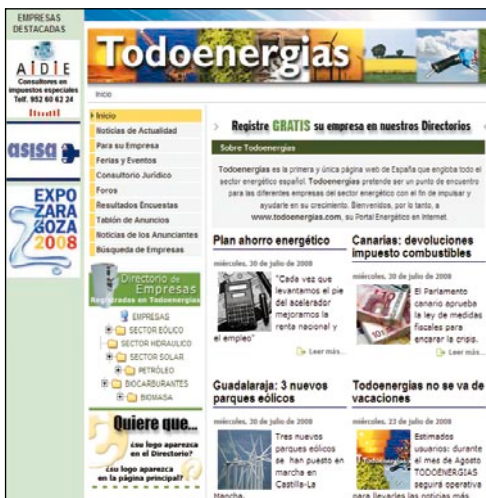 EMPRESAS
DESTACADAS
AIDIE
Consultores en
impuestos especiales
Telf. 952 60 62 24
asisa
EXPO
ZARA
GOZA
2008
Todoenergias
Inicio
Inicio
Noticias de Actualidad
Para su Empresa
Ferias y Eventos
Consultorio Jurídico
Foros
Resultados Encuestas
Tablón de Anuncios
Noticias de los Anunciantes
Búsqueda de Empresas
Directorio de
Empresas
Registradas en Todoenergías
EMPRESAS
SECTOR EÓLICO
SECTOR HIDRAULICO
SECTOR SOLAR
PETRÓLEO
BIOCARBURANTES
BIOMASA
Quiere que...
¿su logo aparezca
en el Directorio?
¿su logo aparezca
en la página principal?
Registre GRATIS su empresa en nuestros Directorios
Sobre Todoenergias
Todoenergias es la primera y única página web de España que engloba todo el
sector energético español. Todoenergias pretende ser un punto de encuentro
para las diferentes empresas del sector energético con el fin de impulsar y
ayudarle en su crecimiento. Bienvenidos, por lo tanto, a
www.todoenergias.com, su Portal Energético en Internet.
Plan ahorro energético
miércoles, 30 de julio de 2008
"Cada vez que
levantamos el pie
del acelerador
mejoramos la
renta nacional y
el empleo"
Leer más...
Canarias: devoluciones
impuesto combustibles
miércoles, 30 de julio de 2008
El Parlamento
canario aprueba
la ley de medidas
fiscales para
encarar la crisis.
Leer más...
Guadalajara: 3 nuevos
parques eólicos
miércoles, 30 de julio de 2008
Tres nuevos
parques eólicos
se han puesto en
marcha en
Castilla-La
Mancha.
Todoenergias no se va de
vacaciones
miércoles, 23 de julio de 2008
Estimados
usuarios: durante
el mes de Agosto
TODOENERGIAS
seguirá operativa
para llevarles las noticias más